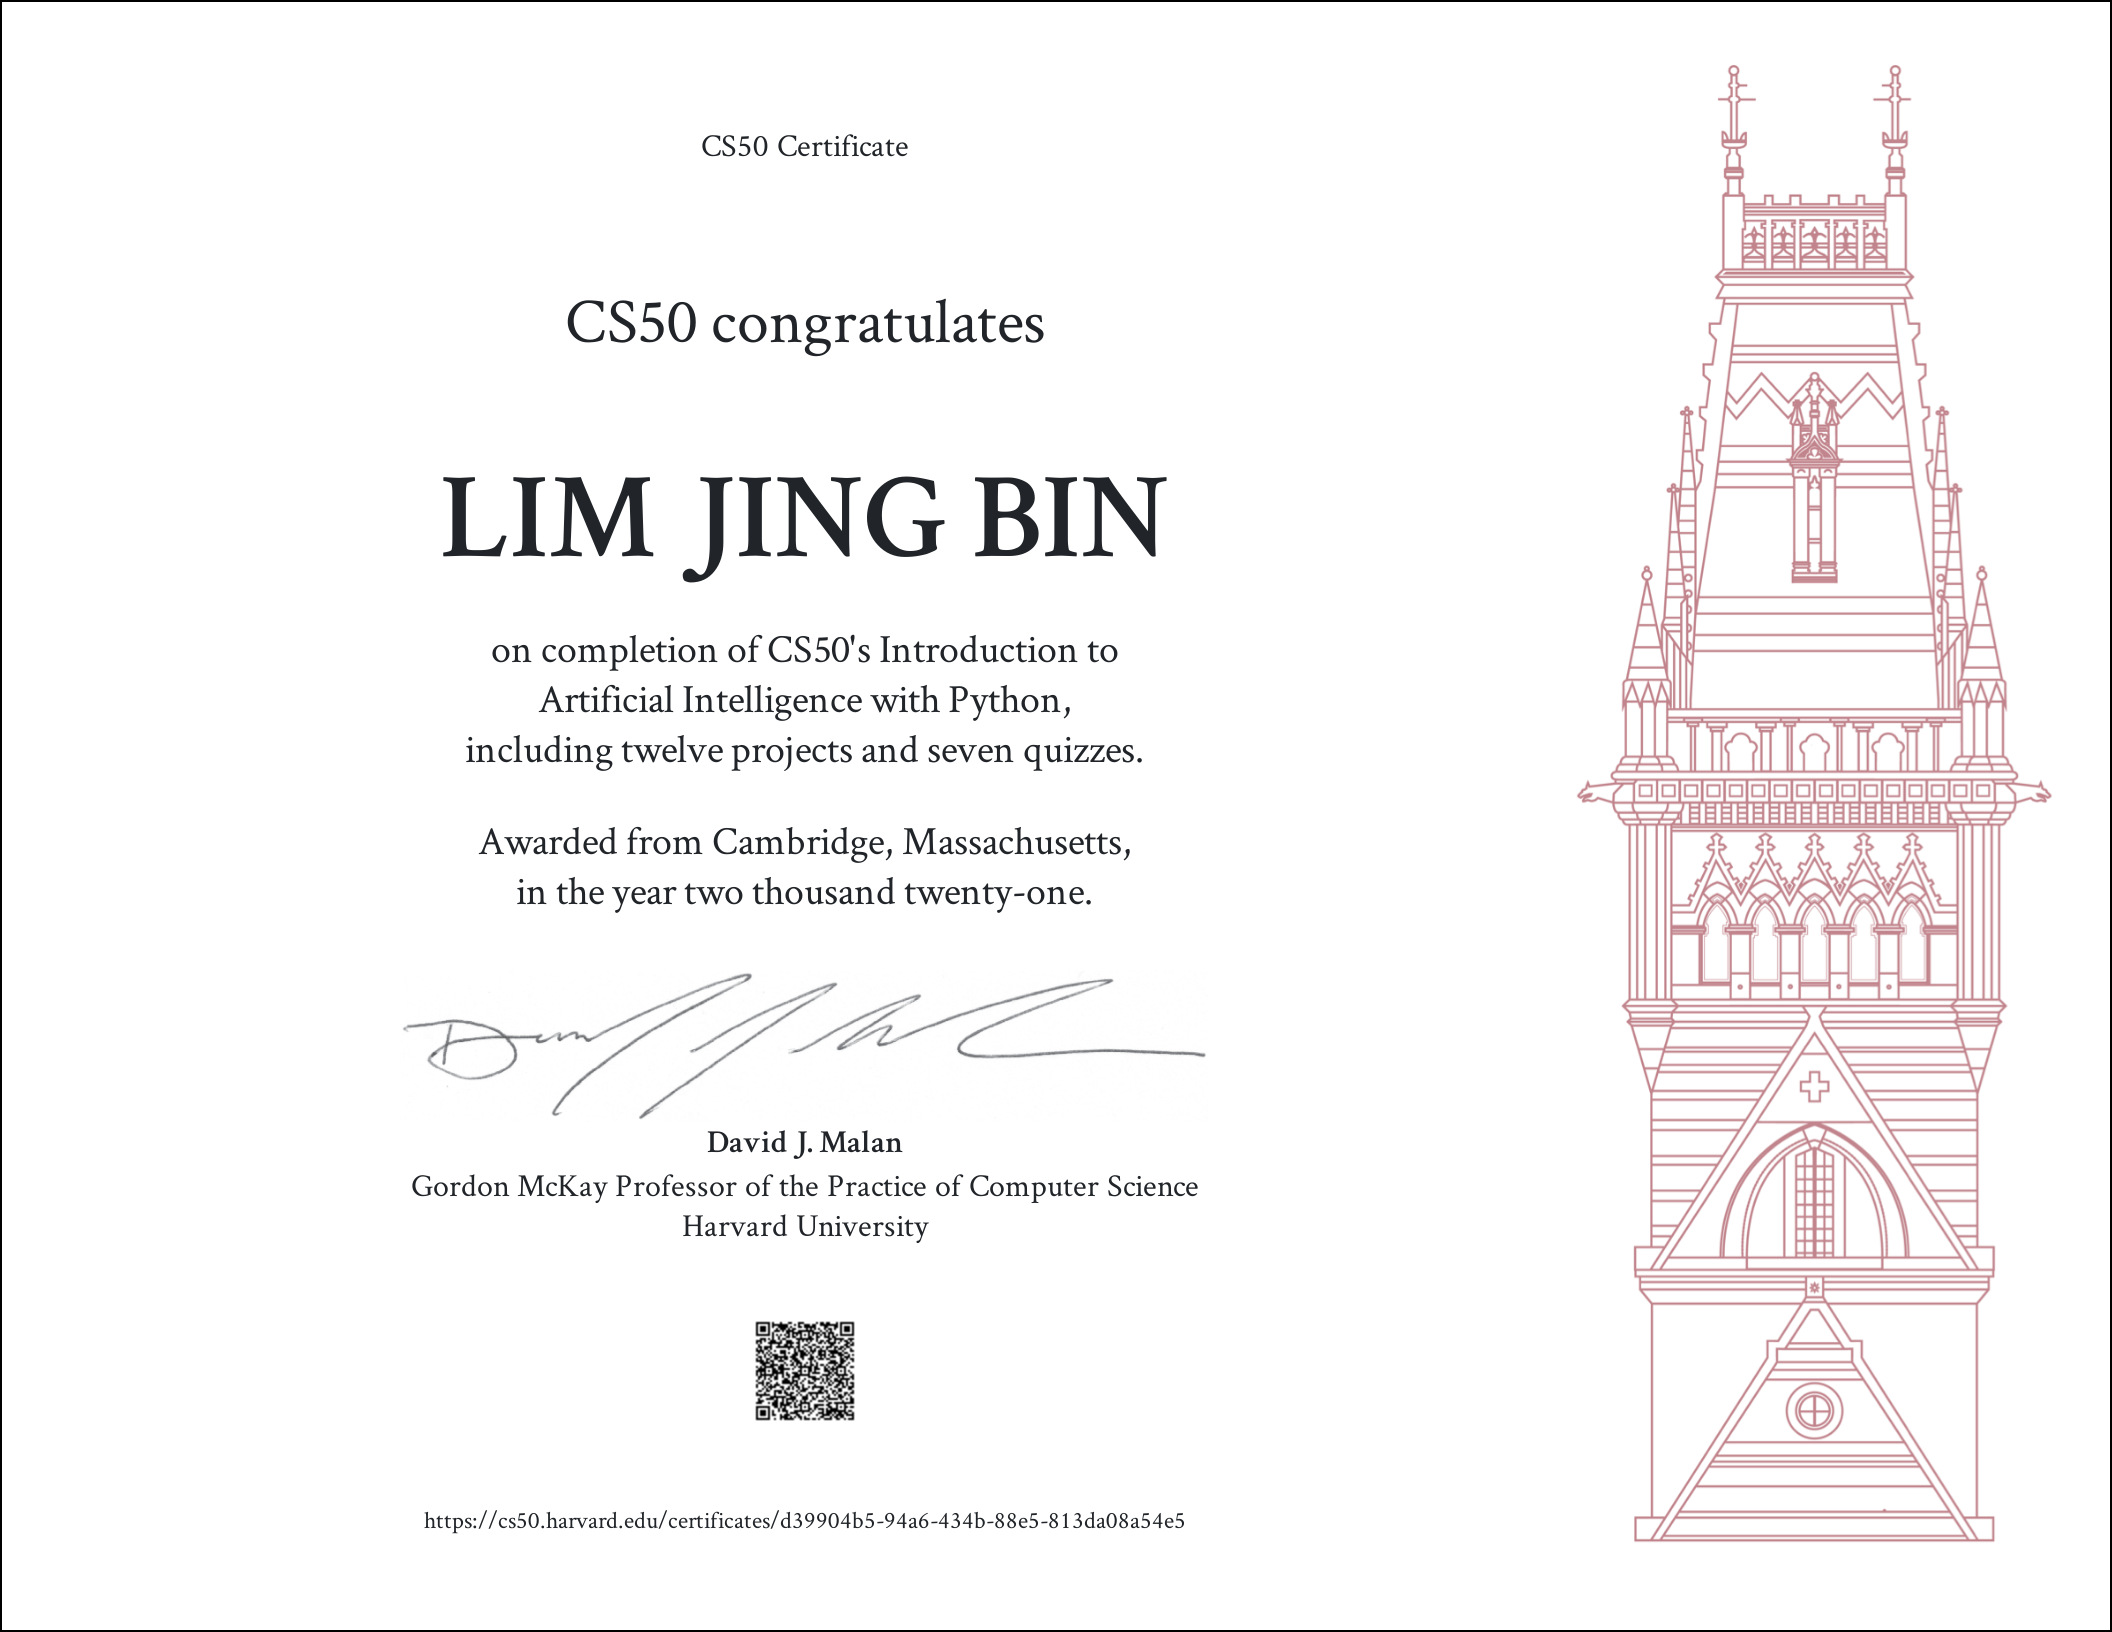 CS50 Certificate
CS50 congratulates
LIM JING BIN
on completion of CS50's Introduction to
Artificial Intelligence with Python,
including twelve projects and seven quizzes.
Awarded from Cambridge, Massachusetts,
in the year two thousand twenty-one.
David J. Malan
Gordon McKay Professor of the Practice of Computer Science
Harvard University
https://cs50.harvard.edu/certificates/d39904b5-94a6-434b-88e5-813da08a54e5